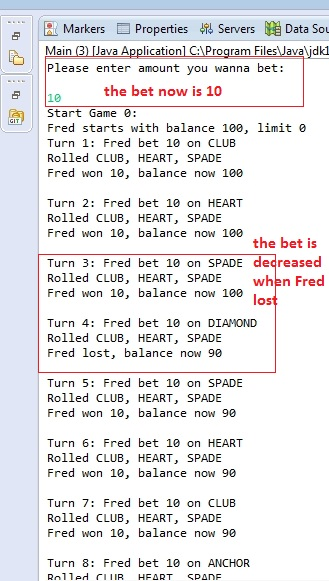 Markers Properties Servers Data S
Main (3) [Java Application] C:\Program Files\Java\jdk1
Please enter amount you wanna bet:
the bet now is 10
10
Start Game 0:
Fred starts with balance 100, limit 0
Turn 1: Fred bet 10 on CLUB
Rolled CLUB, HEART, SPADE
Fred won 10, balance now 100
Turn 2: Fred bet 10 on HEART
Rolled CLUB, HEART, SPADE
Fred won 10, balance now 100
the bet is
decreased
when Fred
lost
Turn 3: Fred bet 10 on SPADE
Rolled CLUB, HEART, SPADE
Fred won 10, balance now 100
Turn 4: Fred bet 10 on DIAMOND
Rolled CLUB, HEART, SPADE
Fred lost, balance now 90
Turn 5: Fred bet 10 on SPADE
Rolled CLUB, HEART, SPADE
Fred won 10, balance now 90
Turn 6: Fred bet 10 on HEART
Rolled CLUB, HEART, SPADE
Fred won 10, balance now 90
Turn 7: Fred bet 10 on CLUB
Rolled CLUB, HEART, SPADE
Fred won 10, balance now 90
Turn 8: Fred bet 10 on ANCHOR
Rolled CLUB, HEART, SPADE
GIT